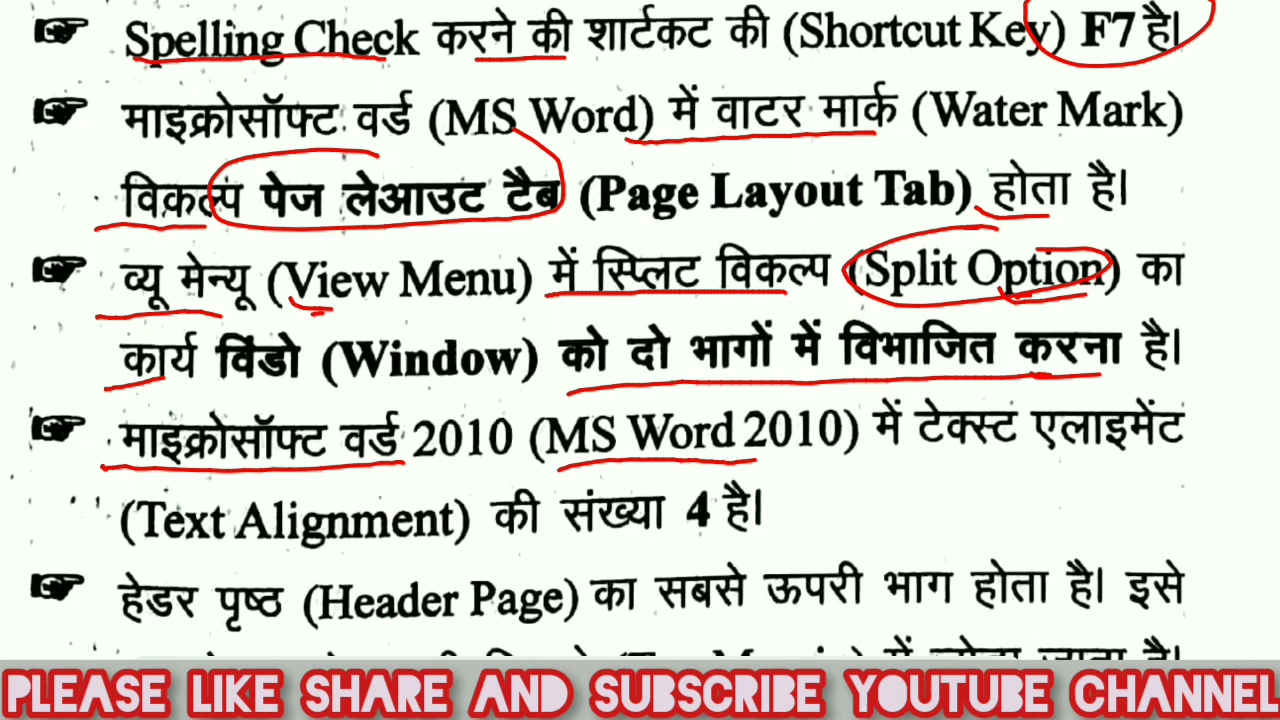 Spelling Check करने की शार्टकट की (Shortcut Key) F7 है।
माइक्रोसॉफ्ट वर्ड (MS Word) में वाटर मार्क (Water Mark)
विकल्प पेज लेआउट टैब (Page Layout Tab) होता है।
व्यू मेन्यू (View Menu) में स्प्लिट विकल्प (Split Option) का
कार्य विंडो (Window) को दो भागों में विभाजित करना है।
माइक्रोसॉफ्ट वर्ड 2010 (MS Word 2010) में टेक्स्ट एलाइमेंट
(Text Alignment) की संख्या 4 है।
हेडर पृष्ठ (Header Page) का सबसे ऊपरी भाग होता है। इसे
PLEASE LIKE SHARE AND SUBSCRIBE YOUTUBE CHANNEL